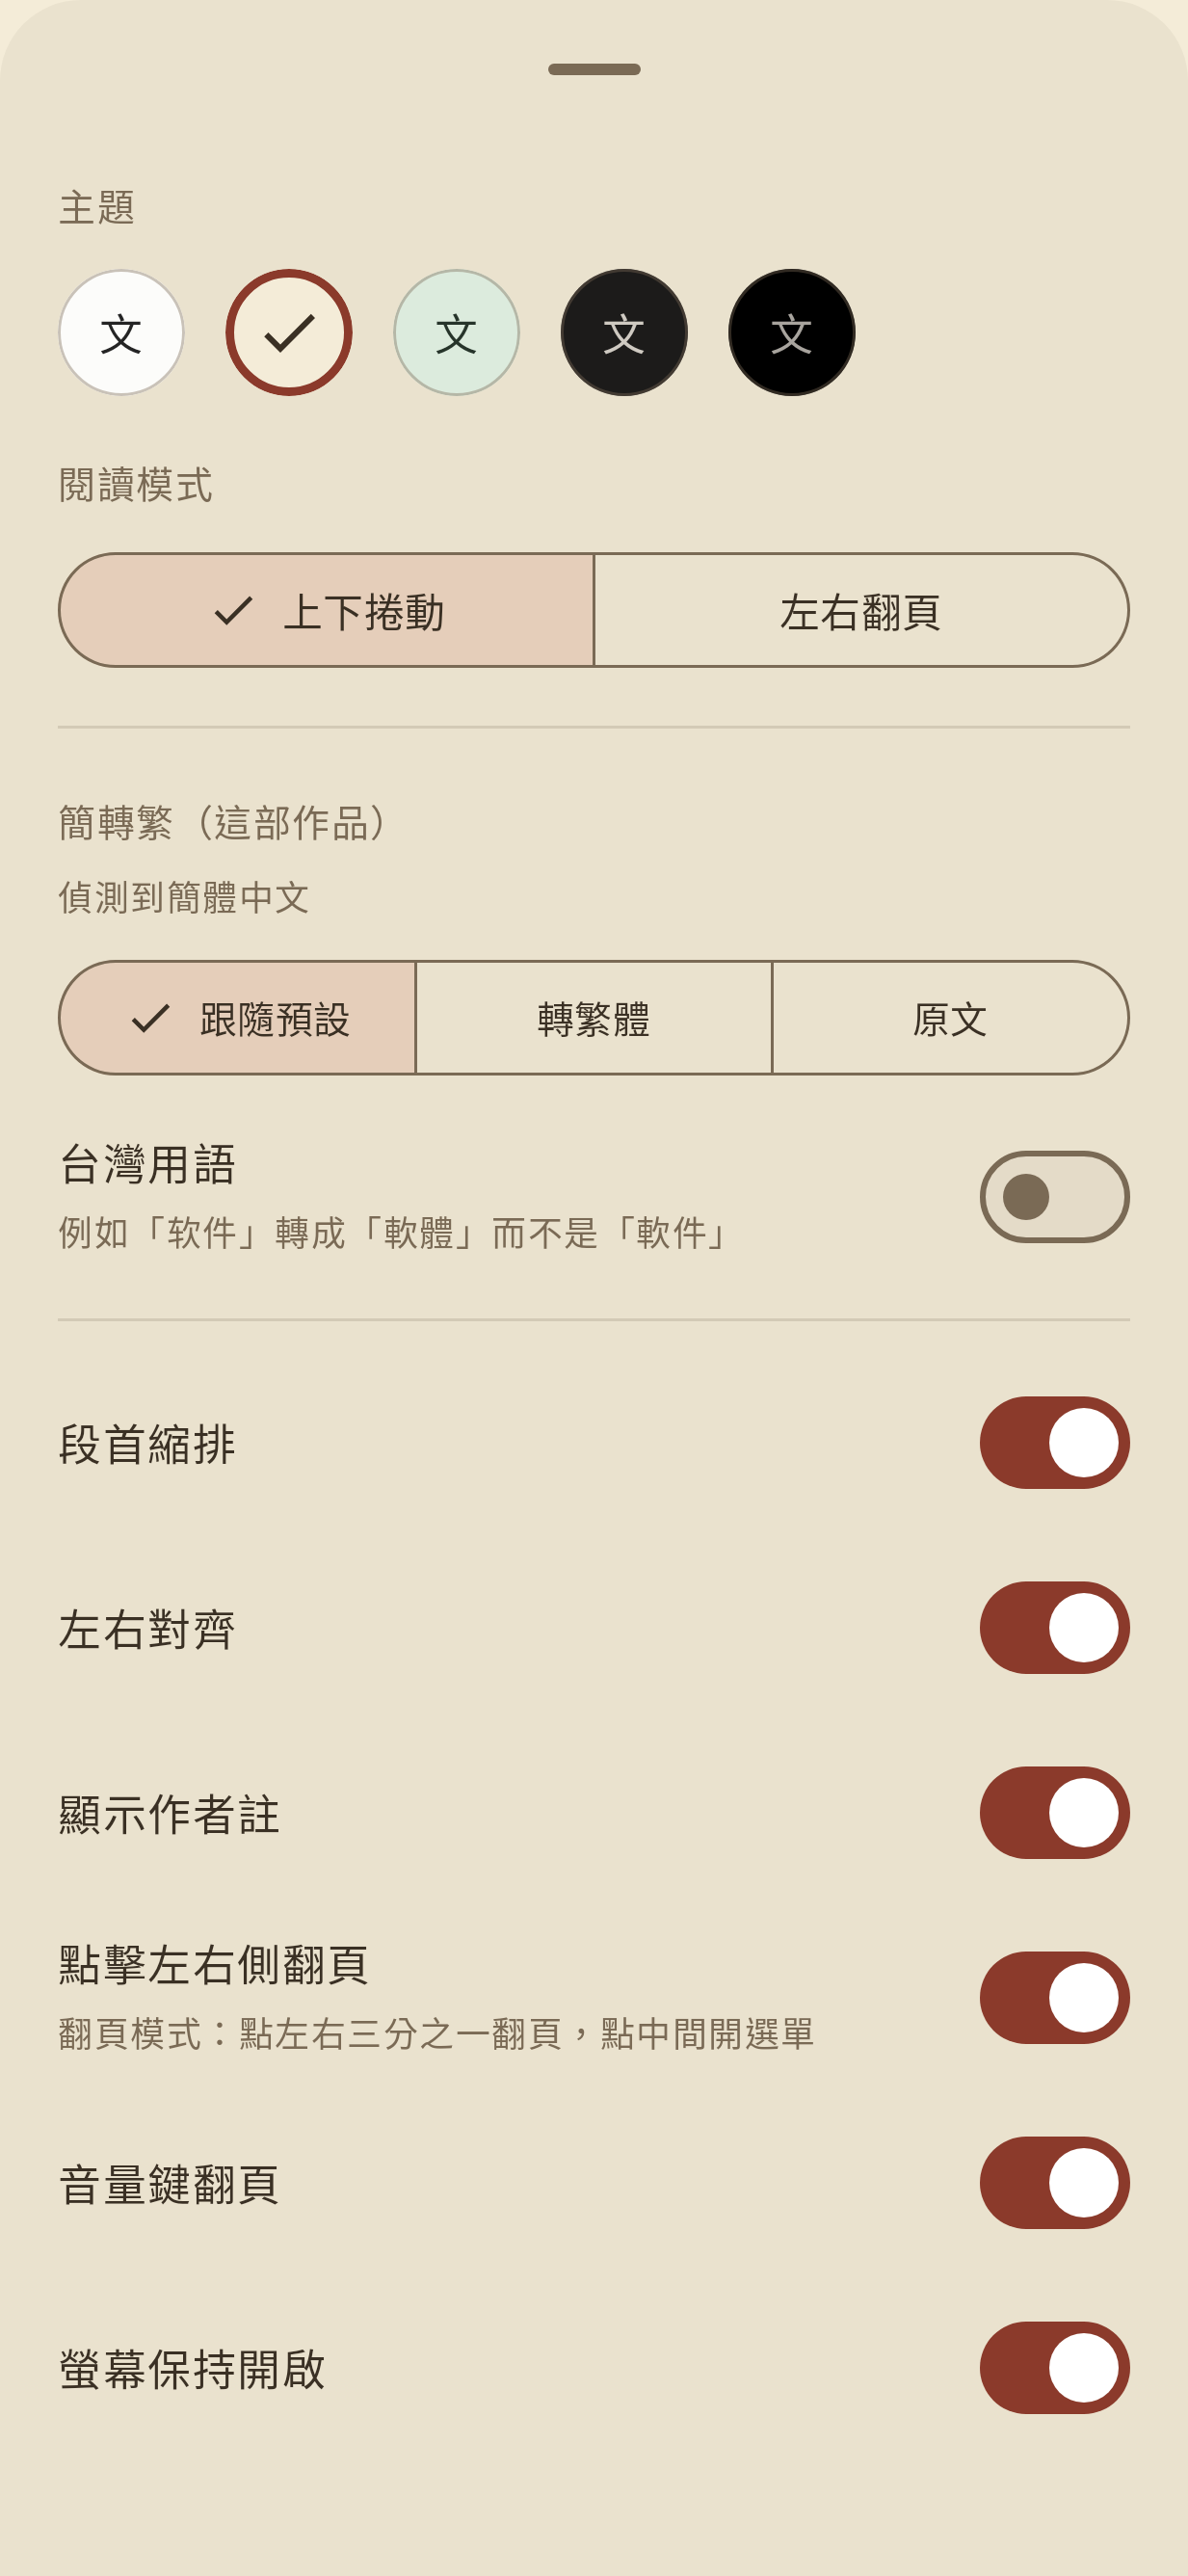 主題
文 文 文 文
閱讀模式
上下捲動 左右翻頁
簡轉繁（這部作品）
偵測到簡體中文
跟隨預設 轉繁體 原文
台灣用語
例如「软件」轉成「軟體」而不是「軟件」
段首縮排
左右對齊
顯示作者註
點擊左右側翻頁
翻頁模式：點左右三分之一翻頁，點中間開選單
音量鍵翻頁
螢幕保持開啟